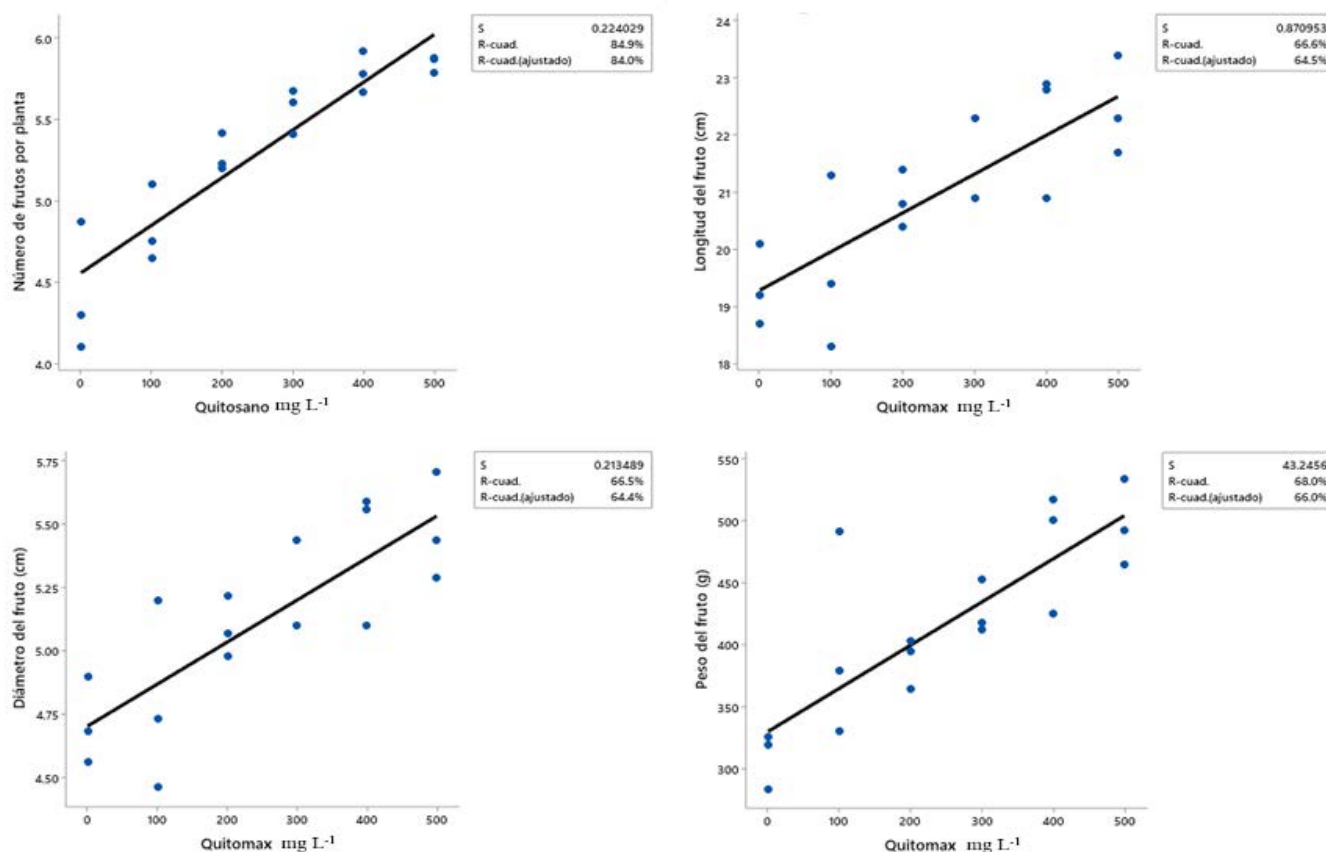 Número de frutos por planta
6.0
5.5
5.0
4.5
4.0
0 100 200 300 400 500
Quitosano mg L-1
S 0.224029
R-cuad. 84.9%
R-cuad.(ajustado) 84.0%
Longitud del fruto (cm)
24
23
22
21
20
19
18
0 100 200 300 400 500
Quitomax mg L-1
S 0.870953
R-cuad. 66.6%
R-cuad.(ajustado) 64.5%
Diámetro del fruto (cm)
5.75
5.50
5.25
5.00
4.75
4.50
0 100 200 300 400 500
Quitomax mg L-1
S 0.213489
R-cuad. 66.5%
R-cuad.(ajustado) 64.4%
Peso del fruto (g)
550
500
450
400
350
300
0 100 200 300 400 500
Quitomax mg L-1
S 43.2456
R-cuad. 68.0%
R-cuad.(ajustado) 66.0%